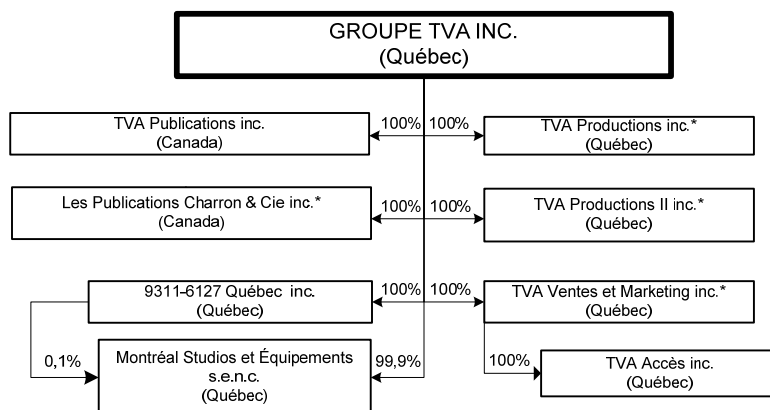 GROUPE TVA INC.
(Québec)
TVA Publications inc.
(Canada)
100%
100%
TVA Productions inc.*
(Québec)
Les Publications Charron & Cie inc.*
(Canada)
100%
100%
TVA Productions II inc.*
(Québec)
9311-6127 Québec inc.
(Québec)
100%
100%
TVA Ventes et Marketing inc.*
(Québec)
0,1%
Montréal Studios et Équipements
s.e.n.c.
(Québec)
99,9%
100%
TVA Accès inc.
(Québec)